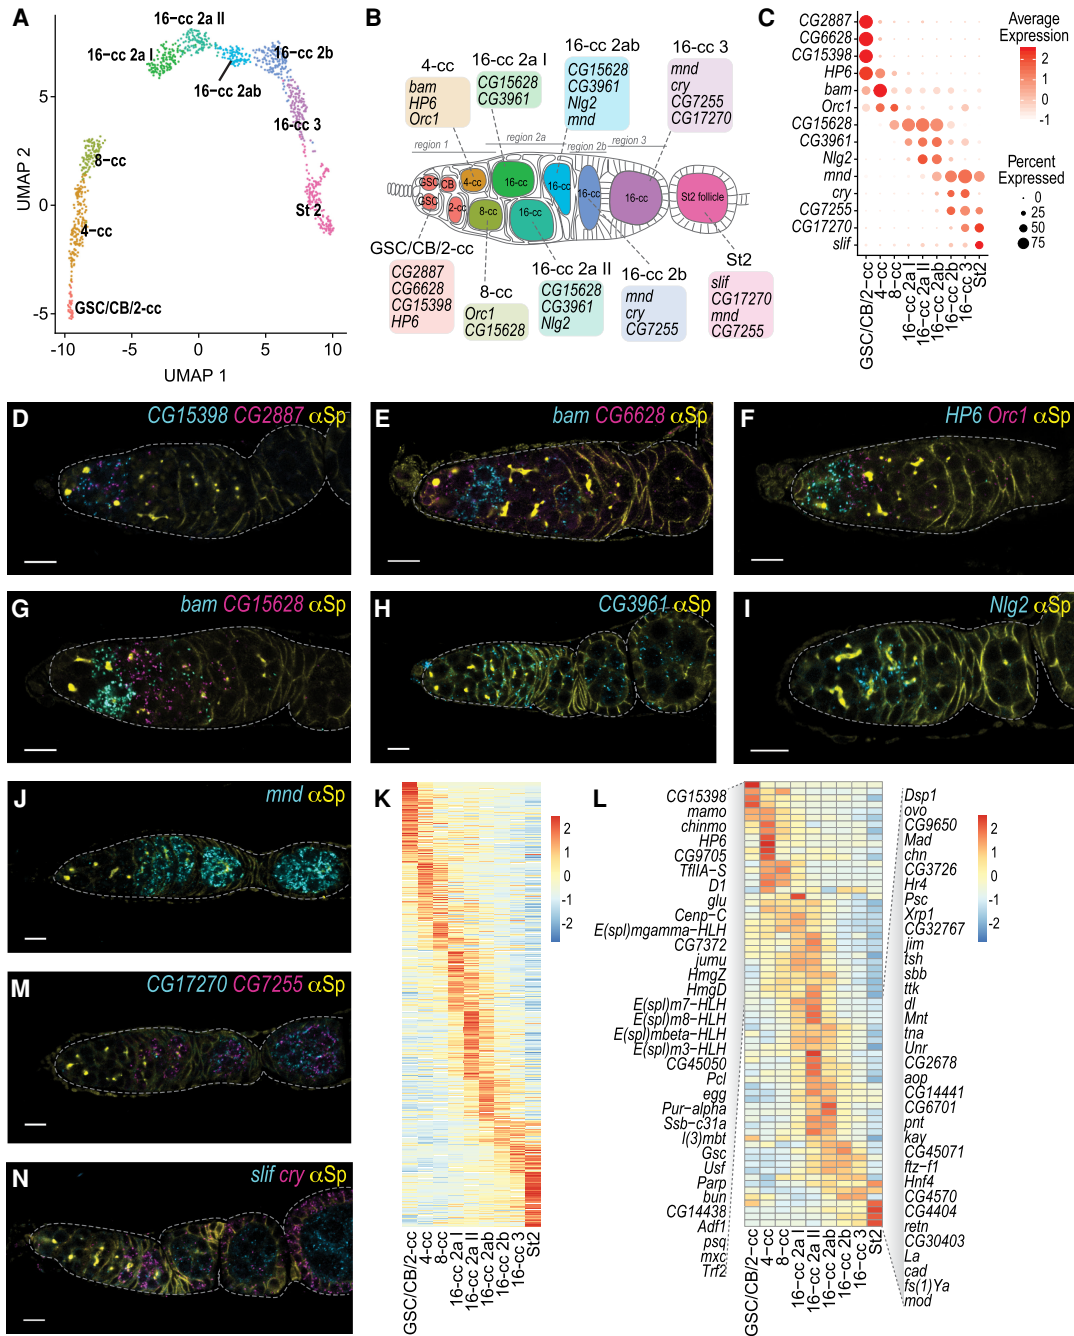 A
16-cc 2a II
16-cc 2a I
16-cc 2b
16-cc 2ab
16-cc 3
8-cc
St 2
4-cc
GSC/CB/2-cc
UMAP 2
5
0
-5
-10
-5
0
5
10
UMAP 1
B
4-cc
bam
HP6
Orc1
16-cc 2a I
CG15628
CG3961
16-cc 2ab
CG15628
CG3961
Nlg2
mnd
16-cc 3
mnd
cry
CG7255
CG17270
region 1
region 2a
region 2b
region 3
GSC
CB
4-cc
16-cc
16-cc
16-cc
16-cc
St2 follicle
GSC
2-cc
8-cc
16-cc
GSC/CB/2-cc
CG2887
CG6628
CG15398
HP6
8-cc
Orc1
CG15628
16-cc 2a II
CG15628
CG3961
Nlg2
16-cc 2b
mnd
cry
CG7255
St2
slif
CG17270
mnd
CG7255
C
CG2887
CG6628
CG15398
HP6
bam
Orc1
CG15628
CG3961
Nlg2
mnd
cry
CG7255
CG17270
slif
GSC/CB/2-cc
4-cc
8-cc
16-cc 2a I
16-cc 2a II
16-cc 2ab
16-cc 2b
16-cc 3
St2
Average
Expression
2
1
0
-1
Percent
Expressed
0
25
50
75
D
CG15398 CG2887 αSp
E
bam CG6628 αSp
F
HP6 Orc1 αSp
G
bam CG15628 αSp
H
CG3961 αSp
I
Nlg2 αSp
J
mnd αSp
M
CG17270 CG7255 αSp
N
slif cry αSp
K
2
1
0
-1
-2
GSC/CB/2-cc
4-cc
8-cc
16-cc 2a I
16-cc 2a II
16-cc 2ab
16-cc 2b
16-cc 3
St2
L
CG15398
mamo
chinmo
HP6
CG9705
TfIIA-S
D1
glu
Cenp-C
E(spl)mgamma-HLH
CG7372
jumu
HmgZ
HmgD
E(spl)m7-HLH
E(spl)m8-HLH
E(spl)mbeta-HLH
E(spl)m3-HLH
CG45050
Pcl
egg
Pur-alpha
Ssb-c31a
l(3)mbt
Gsc
Usf
Parp
bun
CG14438
Adf1
psq
mxc
Trf2
GSC/CB/2-cc
4-cc
8-cc
16-cc 2a I
16-cc 2a II
16-cc 2ab
16-cc 2b
16-cc 3
St2
Dsp1
ovo
CG9650
Mad
chn
CG3726
Hr4
Psc
Xrp1
CG32767
jim
tsh
sbb
ttk
dl
Mnt
tna
Unr
CG2678
aop
CG14441
CG6701
pnt
kay
CG45071
ftz-f1
Hnf4
CG4570
CG4404
retn
CG30403
La
cad
fs(1)Ya
mod
2
1
0
-1
-2